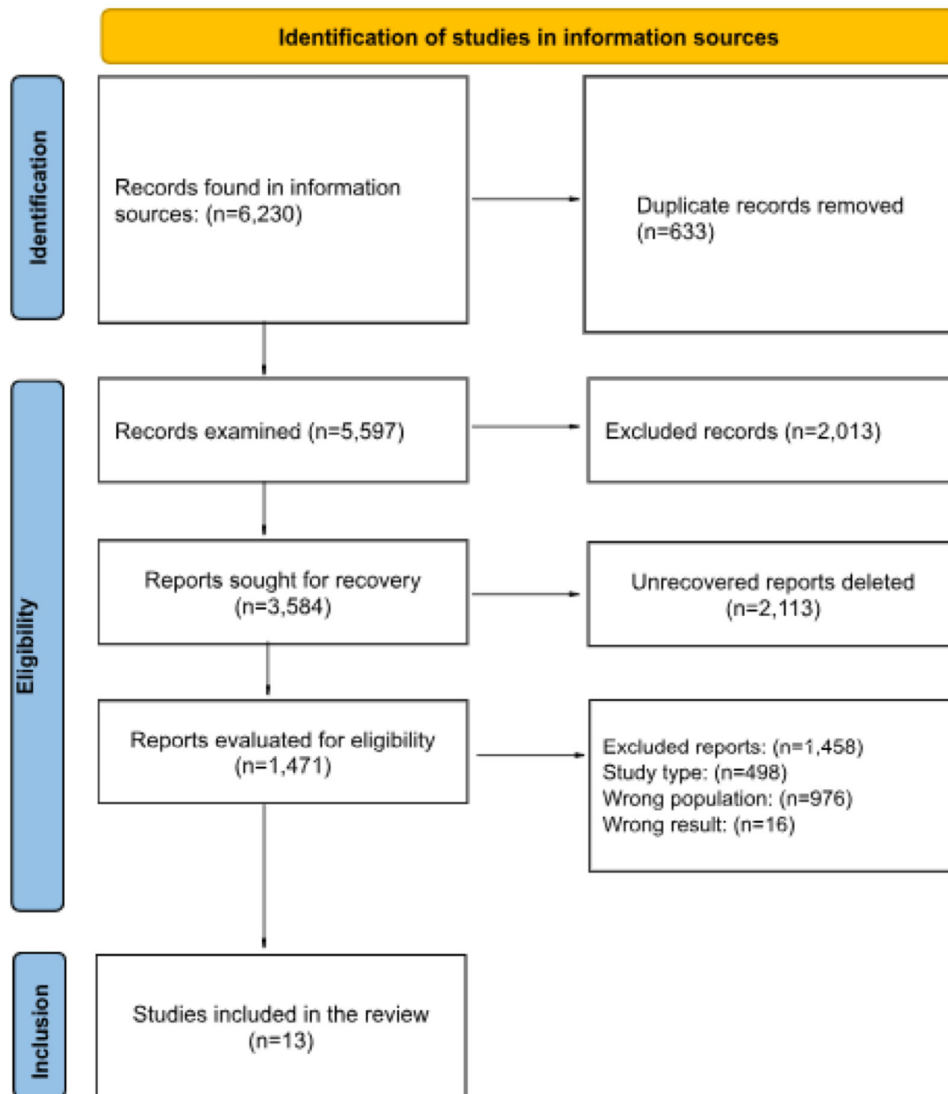 Identification of studies in information sources
Identification
Records found in information
sources: (n=6,230)
Duplicate records removed
(n=633)
Eligibility
Records examined (n=5,597)
Excluded records (n=2,013)
Reports sought for recovery
(n=3,584)
Unrecovered reports deleted
(n=2,113)
Reports evaluated for eligibility
(n=1,471)
Excluded reports: (n=1,458)
Study type: (n=498)
Wrong population: (n=976)
Wrong result: (n=16)
Inclusion
Studies included in the review
(n=13)